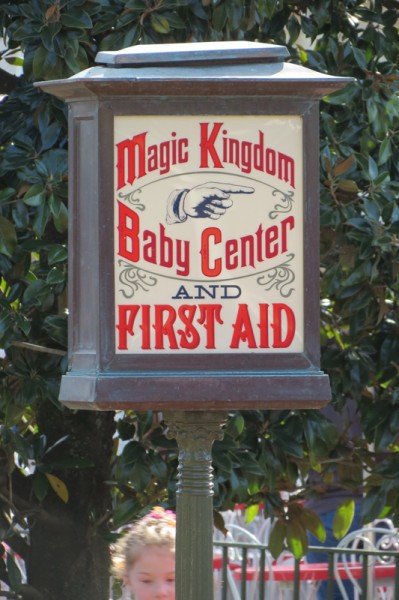 Magic Kingdom
Baby Center
AND
FIRST AID